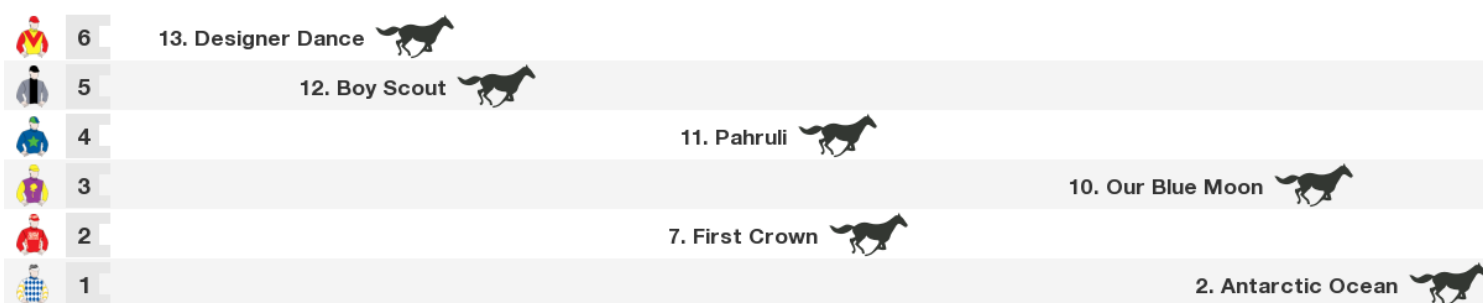 6 13. Designer Dance
5 12. Boy Scout
4 11. Pahruli
3 10. Our Blue Moon
2 7. First Crown
1 2. Antarctic Ocean